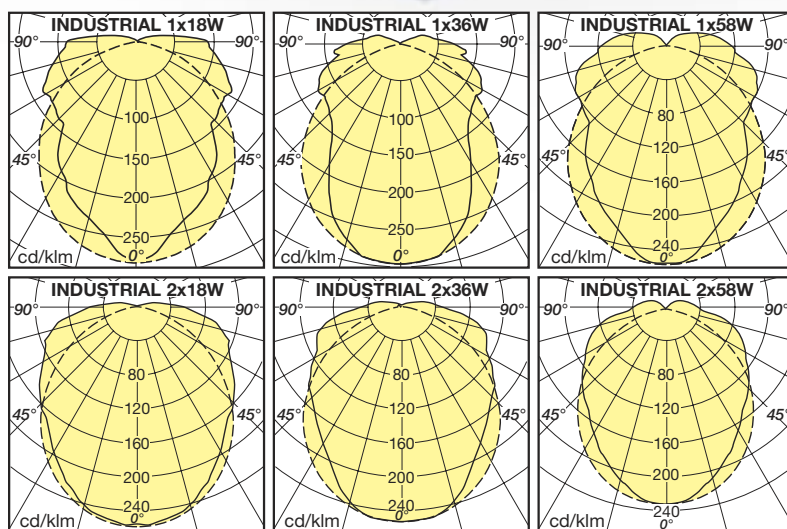 INDUSTRIAL 1x18W
90° 90°
100
45° 150 45°
200
250
cd/klm 0°
INDUSTRIAL 1x36W
90° 90°
100
45° 150 45°
200
250
cd/klm 0°
INDUSTRIAL 1x58W
90° 90°
80
120
45° 45°
160
200
240
cd/klm 0°
INDUSTRIAL 2x18W
90° 90°
80
45° 120 45°
160
200
240
cd/klm 0°
INDUSTRIAL 2x36W
90° 90°
80
45° 120 45°
160
200
240
cd/klm 0°
INDUSTRIAL 2x58W
90° 90°
80
45° 120 45°
160
200
240
cd/klm 0°